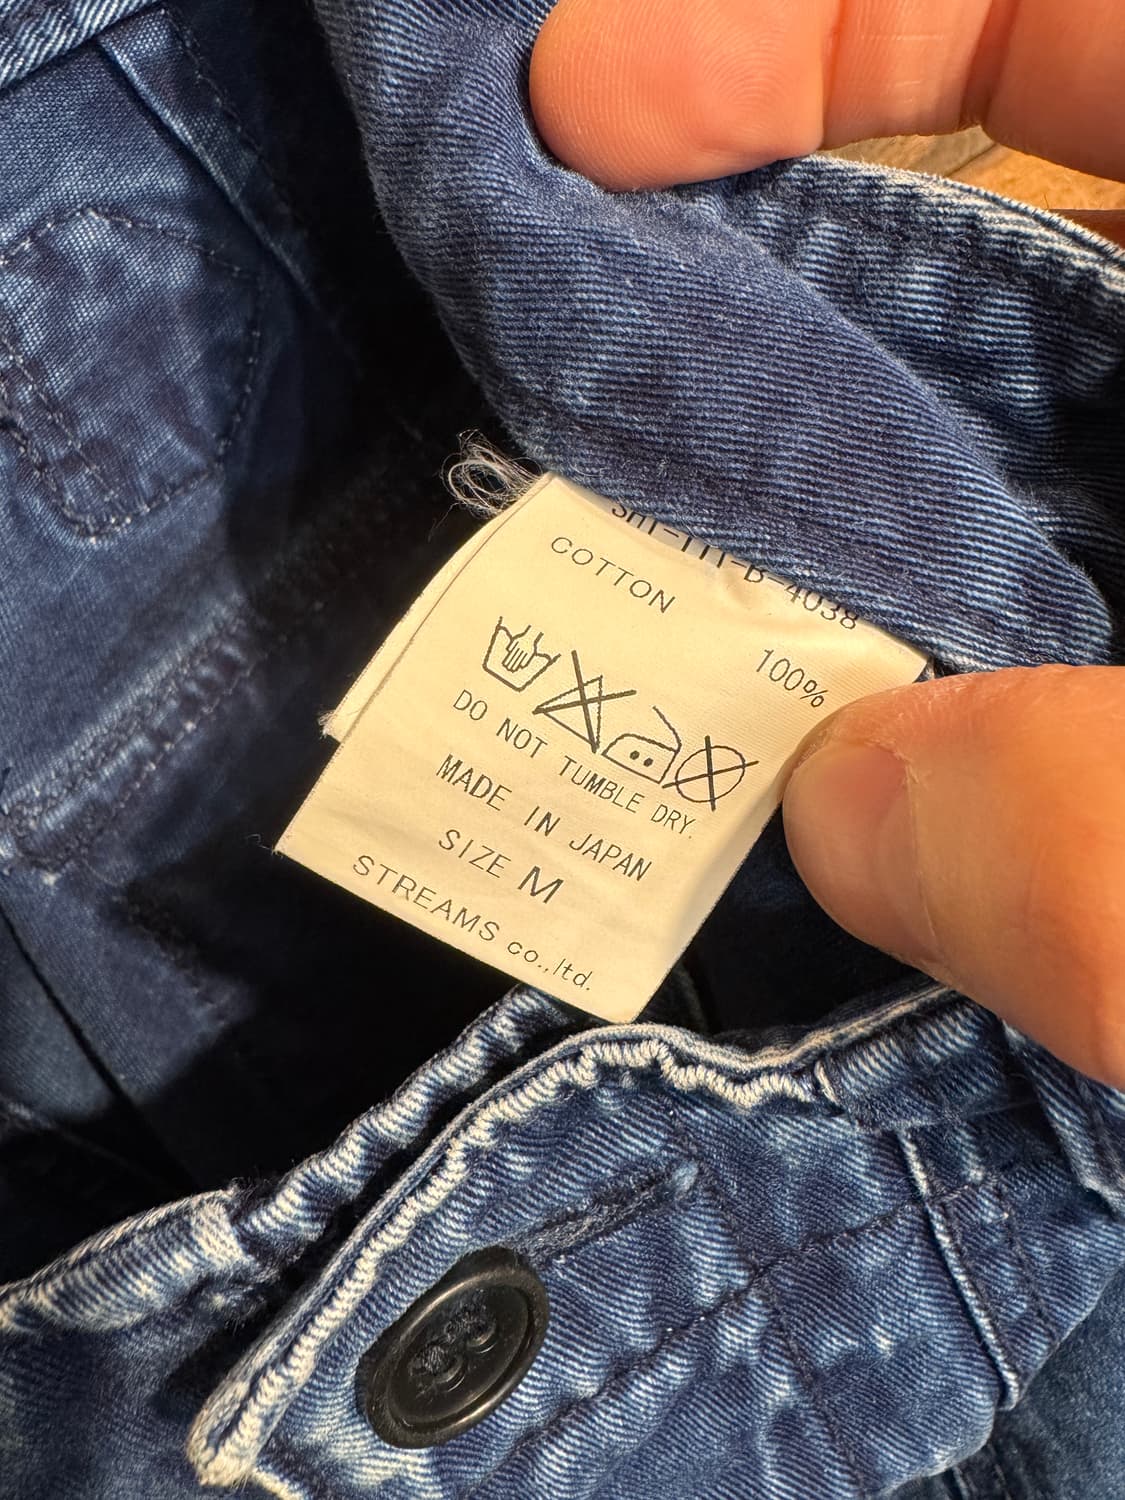 COTTON 100%
DO NOT TUMBLE DRY.
MADE IN JAPAN
SIZE M
STREAMS co.,ltd.